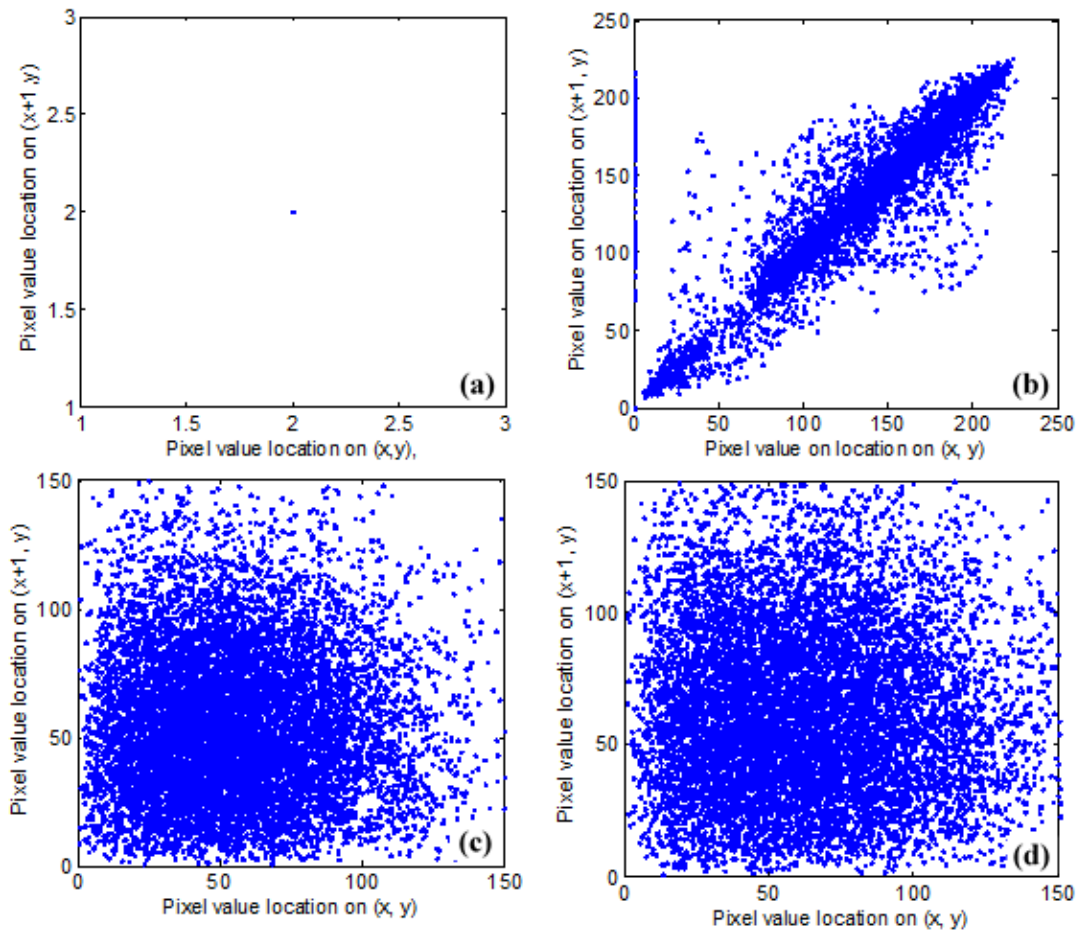 3
2.5
2
1.5
1
Pixel value location on (x+1 ,y)
(a)
1 1.5 2 2.5 3
Pixel value location on (x,y),
250
200
150
100
50
0
Pixel value on location on (x+1, y)
(b)
0 50 100 150 200 250
Pixel value on location on (x, y)
150
100
50
0
Pixel value location on (x+1, y)
(c)
0 50 100 150
Pixel value location on (x, y)
150
100
50
0
Pixel value location on (x+1, y)
(d)
0 50 100 150
Pixel value location on (x, y)